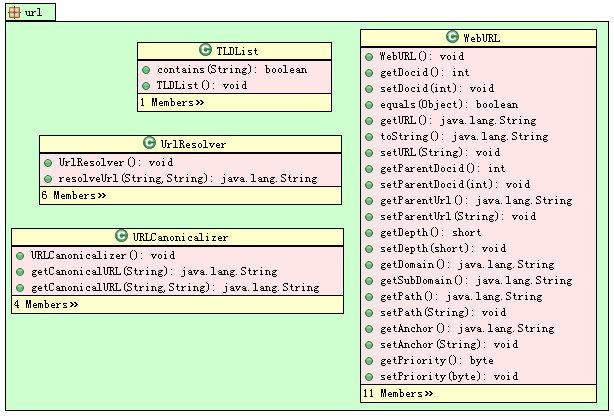 url
TLDList
contains(String): boolean
TLDList(): void
1 Members»
UrlResolver
UrlResolver(): void
resolveUrl(String,String): java.lang.String
6 Members»
URLCanonicalizer
URLCanonicalizer(): void
getCanonicalURL(String): java.lang.String
getCanonicalURL(String,String): java.lang.String
4 Members»
WebURL
WebURL(): void
getDocid(): int
setDocid(int): void
equals(Object): boolean
getURL(): java.lang.String
toString(): java.lang.String
setURL(String): void
getParentDocid(): int
setParentDocid(int): void
getParentUrl(): java.lang.String
setParentUrl(String): void
getDepth(): short
setDepth(short): void
getDomain(): java.lang.String
getSubDomain(): java.lang.String
getPath(): java.lang.String
setPath(String): void
getAnchor(): java.lang.String
setAnchor(String): void
getPriority(): byte
setPriority(byte): void
11 Members»